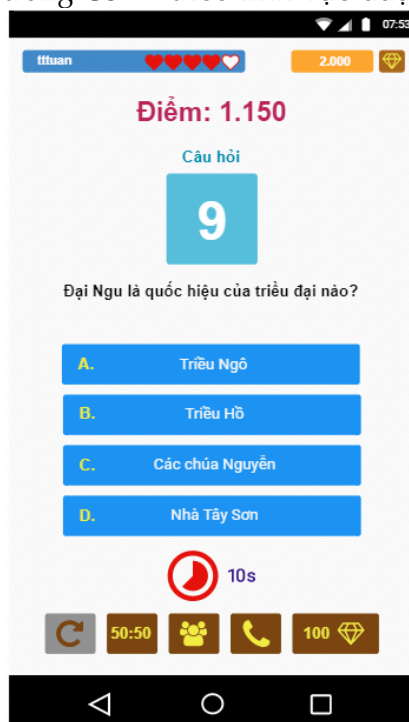 07:53
tttuan
2.000
Điểm: 1.150
Câu hỏi
9
Đại Ngu là quốc hiệu của triều đại nào?
A. Triều Ngô
B. Triều Hồ
C. Các chúa Nguyễn
D. Nhà Tây Sơn
10s
50:50
100